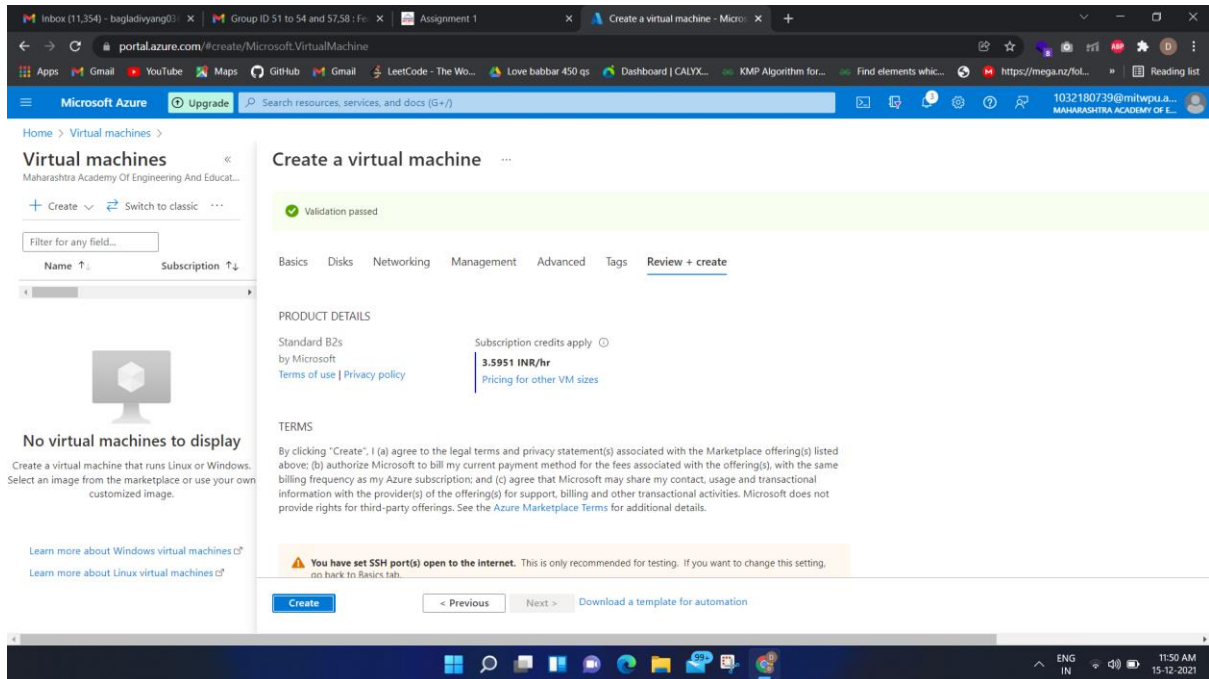 Inbox (11,354) - bagladivyang03
Group ID 51 to 54 and 57,58 : Fe
Assignment 1
Create a virtual machine - Micros
portal.azure.com/#create/Microsoft.VirtualMachine
Apps Gmail YouTube Maps GitHub Gmail LeetCode - The Wo... Love babbar 450 qs Dashboard | CALYX... KMP Algorithm for... Find elements whic... https://mega.nz/fol... » Reading list
Microsoft Azure Upgrade Search resources, services, and docs (G+/) 3 1032180739@mitwpu.a...
MAHARASHTRA ACADEMY OF E...
Home > Virtual machines >
Virtual machines «
Maharashtra Academy Of Engineering And Educat...
+ Create Switch to classic ...
Filter for any field...
Name ↑↓ Subscription ↑↓
No virtual machines to display
Create a virtual machine that runs Linux or Windows.
Select an image from the marketplace or use your own
customized image.
Learn more about Windows virtual machines
Learn more about Linux virtual machines
Create a virtual machine ...
Validation passed
Basics Disks Networking Management Advanced Tags Review + create
PRODUCT DETAILS
Standard B2s
by Microsoft
Terms of use | Privacy policy
Subscription credits apply
3.5951 INR/hr
Pricing for other VM sizes
TERMS
By clicking "Create", I (a) agree to the legal terms and privacy statement(s) associated with the Marketplace offering(s) listed
above; (b) authorize Microsoft to bill my current payment method for the fees associated with the offering(s), with the same
billing frequency as my Azure subscription; and (c) agree that Microsoft may share my contact, usage and transactional
information with the provider(s) of the offering(s) for support, billing and other transactional activities. Microsoft does not
provide rights for third-party offerings. See the Azure Marketplace Terms for additional details.
You have set SSH port(s) open to the internet. This is only recommended for testing. If you want to change this setting,
go back to Basics tab.
Create < Previous Next > Download a template for automation
99+
ENG
IN
11:50 AM
15-12-2021